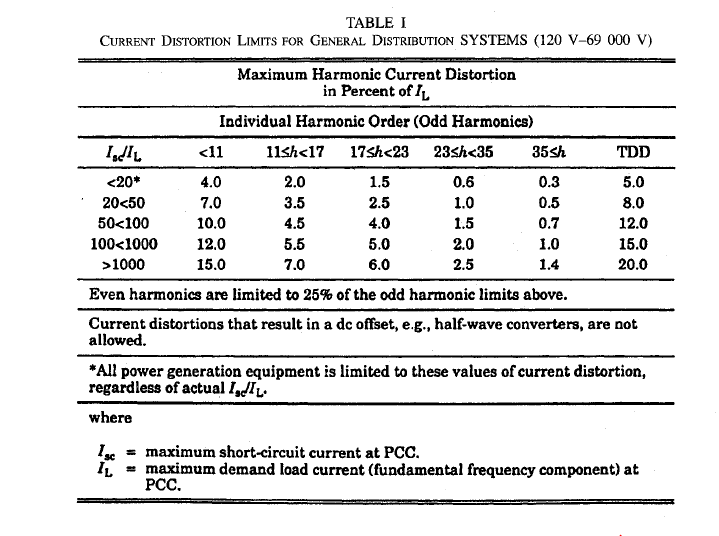 TABLE I
CURRENT DISTORTION LIMITS FOR GENERAL DISTRIBUTION SYSTEMS (120 V–69 000 V)
Maximum Harmonic Current Distortion
in Percent of I_L
Individual Harmonic Order (Odd Harmonics)
I_sc/I_L <11 11≤h<17 17≤h<23 23≤h<35 35≤h TDD
<20* 4.0 2.0 1.5 0.6 0.3 5.0
20<50 7.0 3.5 2.5 1.0 0.5 8.0
50<100 10.0 4.5 4.0 1.5 0.7 12.0
100<1000 12.0 5.5 5.0 2.0 1.0 15.0
>1000 15.0 7.0 6.0 2.5 1.4 20.0
Even harmonics are limited to 25% of the odd harmonic limits above.
Current distortions that result in a dc offset, e.g., half-wave converters, are not
allowed.
*All power generation equipment is limited to these values of current distortion,
regardless of actual I_sc/I_L.
where
I_sc = maximum short-circuit current at PCC.
I_L = maximum demand load current (fundamental frequency component) at
PCC.